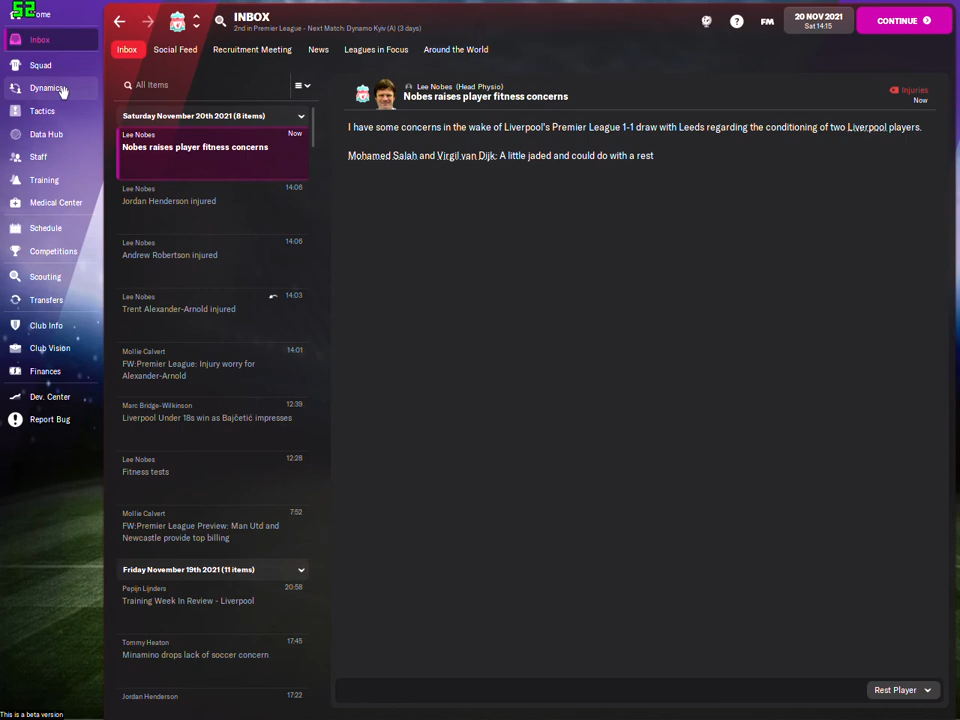 52
Home
Inbox
Squad
Dynamics
Tactics
Data Hub
Staff
Training
Medical Center
Schedule
Competitions
Scouting
Transfers
Club Info
Club Vision
Finances
Dev. Center
Report Bug
This is a beta version
INBOX
2nd in Premier League - Next Match: Dynamo Kyiv (A) (3 days)
?
FM
20 NOV 2021
Sat 14:15
CONTINUE
Inbox
Social Feed
Recruitment Meeting
News
Leagues in Focus
Around the World
All Items
Saturday November 20th 2021 (8 items)
Lee Nobes
Now
Nobes raises player fitness concerns
Lee Nobes
14:06
Jordan Henderson injured
Lee Nobes
14:06
Andrew Robertson injured
Lee Nobes
14:03
Trent Alexander-Arnold injured
Mollie Calvert
14:01
FW:Premier League: Injury worry for
Alexander-Arnold
Marc Bridge-Wilkinson
12:39
Liverpool Under 18s win as Bajčetić impresses
Lee Nobes
12:28
Fitness tests
Mollie Calvert
7:52
FW:Premier League Preview: Man Utd and
Newcastle provide top billing
Friday November 19th 2021 (11 items)
Pepijn Lijnders
20:58
Training Week In Review - Liverpool
Tommy Heaton
17:45
Minamino drops lack of soccer concern
Jordan Henderson
17:22
Lee Nobes (Head Physio)
Nobes raises player fitness concerns
Injuries
Now
I have some concerns in the wake of Liverpool's Premier League 1-1 draw with Leeds regarding the conditioning of two Liverpool players.
Mohamed Salah and Virgil van Dijk: A little jaded and could do with a rest
Rest Player